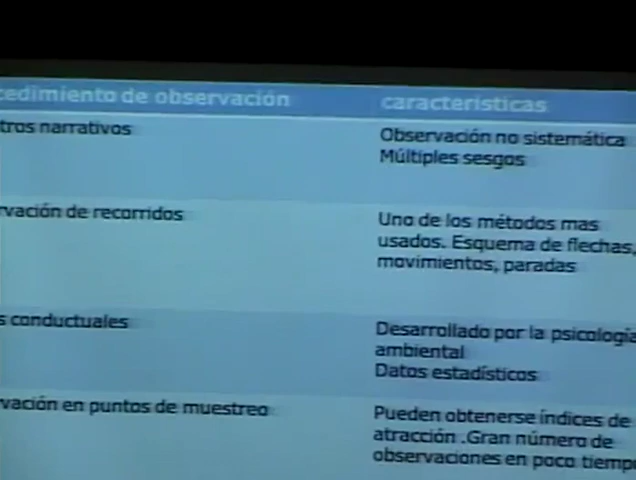 cedimiento de observación características
tros narrativos Observación no sistemática
Múltiples sesgos
rvación de recorridos Uno de los métodos mas
usados. Esquema de flechas,
movimientos, paradas
s conductuales Desarrollado por la psicología
ambiental
Datos estadísticos
vación en puntos de muestreo Pueden obtenerse índices de
atracción .Gran número de
observaciones en poco tiempo